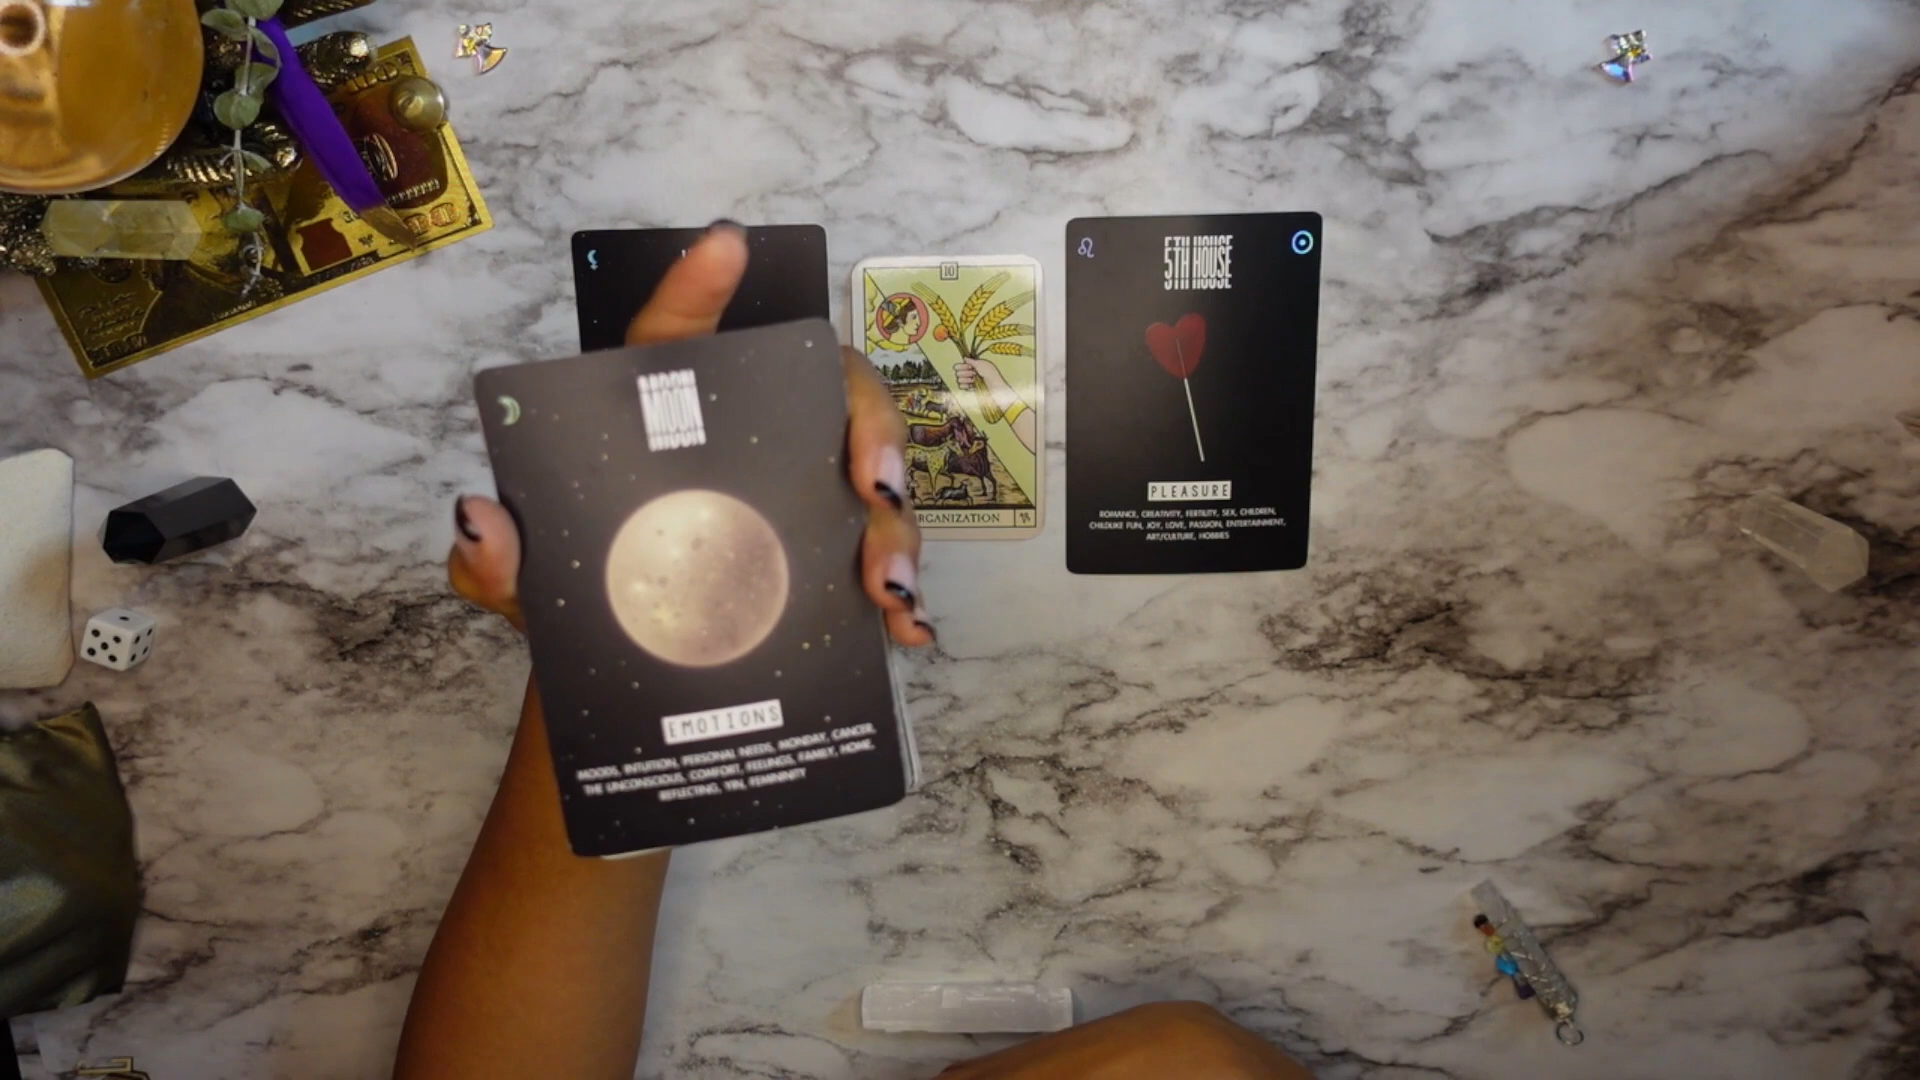 5TH HOUSE
PLEASURE
ROMANCE, CREATIVITY, FERTILITY, SEX, CHILDREN,
CHILDLIKE FUN, JOY, LOVE, PASSION, ENTERTAINMENT,
ART/CULTURE, HOBBIES
10
RGANIZATION
MOON
EMOTIONS
MOODS, INTUITION, PERSONAL NEEDS, MONDAY, CANCER,
THE UNCONSCIOUS, COMFORT, FEELINGS, FAMILY, HOME,
REFLECTING, YIN, FEMININITY